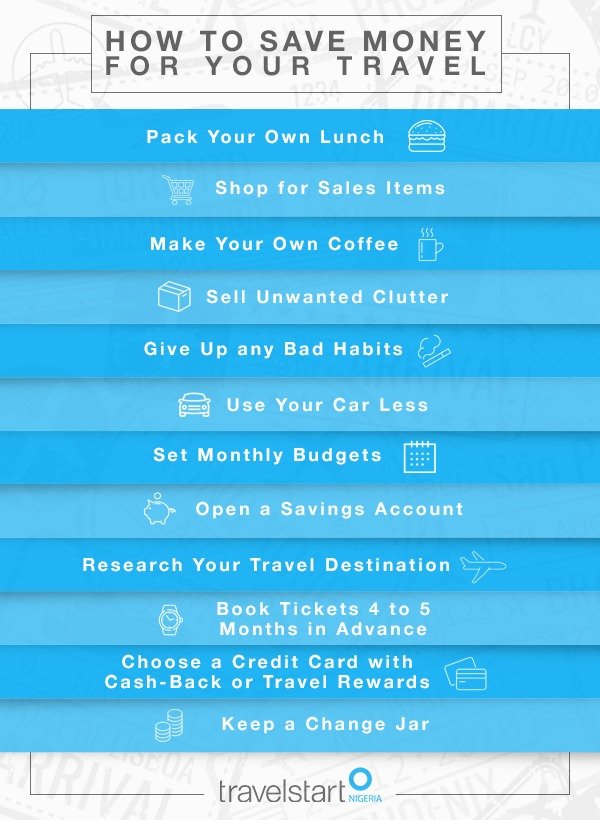 HOW TO SAVE MONEY
FOR YOUR TRAVEL
Pack Your Own Lunch
Shop for Sales Items
Make Your Own Coffee
Sell Unwanted Clutter
Give Up any Bad Habits
Use Your Car Less
Set Monthly Budgets
Open a Savings Account
Research Your Travel Destination
Book Tickets 4 to 5
Months in Advance
Choose a Credit Card with
Cash-Back or Travel Rewards
Keep a Change Jar
travelstart
NIGERIA